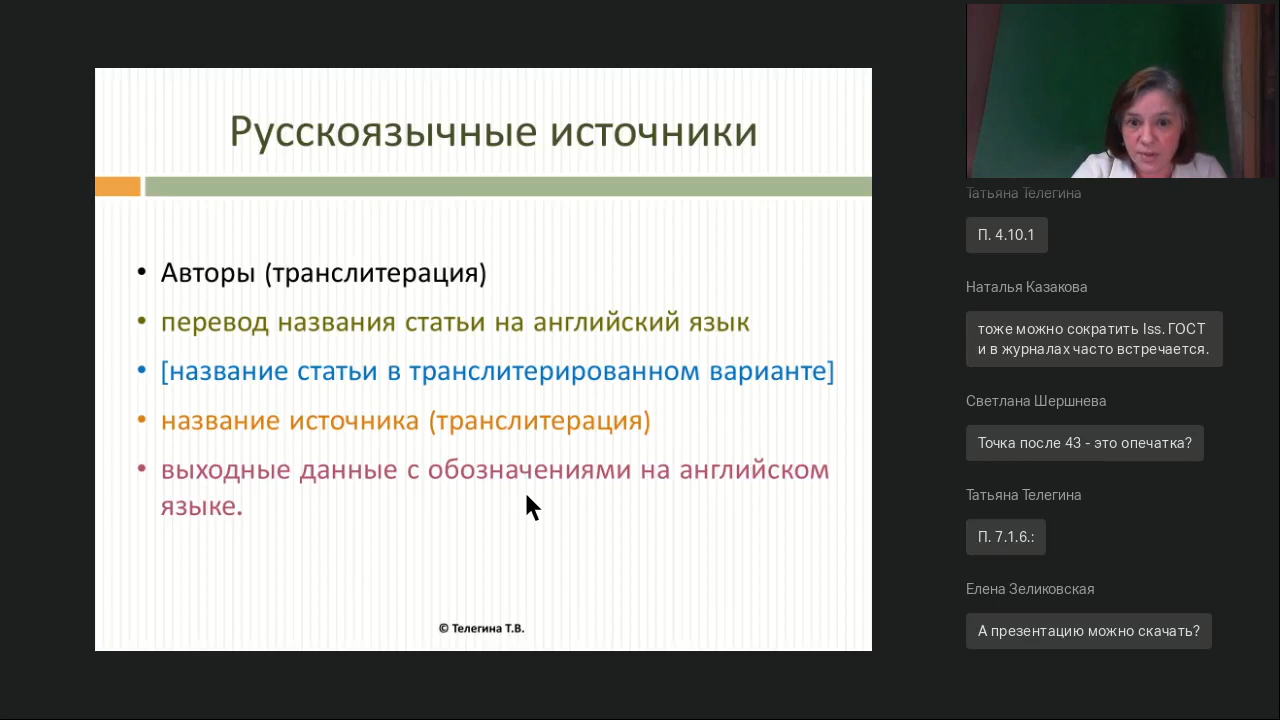 Русскоязычные источники
• Авторы (транслитерация)
• перевод названия статьи на английский язык
• [название статьи в транслитерированном варианте]
• название источника (транслитерация)
• выходные данные с обозначениями на английском
языке.
© Телегина Т.В.
Татьяна Телегина
П. 4.10.1
Наталья Казакова
тоже можно сократить Iss. ГОСТ
и в журналах часто встречается.
Светлана Шершнева
Точка после 43 - это опечатка?
Татьяна Телегина
П. 7.1.6.:
Елена Зеликовская
А презентацию можно скачать?